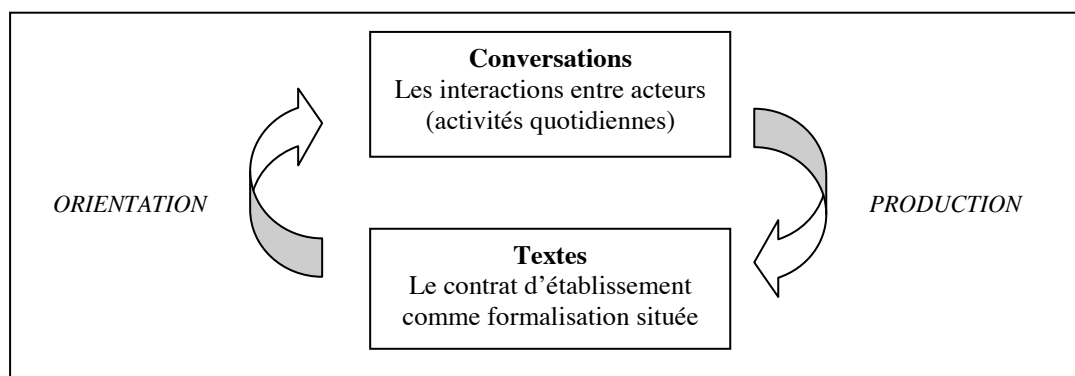 Conversations
Les interactions entre acteurs
(activités quotidiennes)
ORIENTATION
PRODUCTION
Textes
Le contrat d’établissement
comme formalisation située